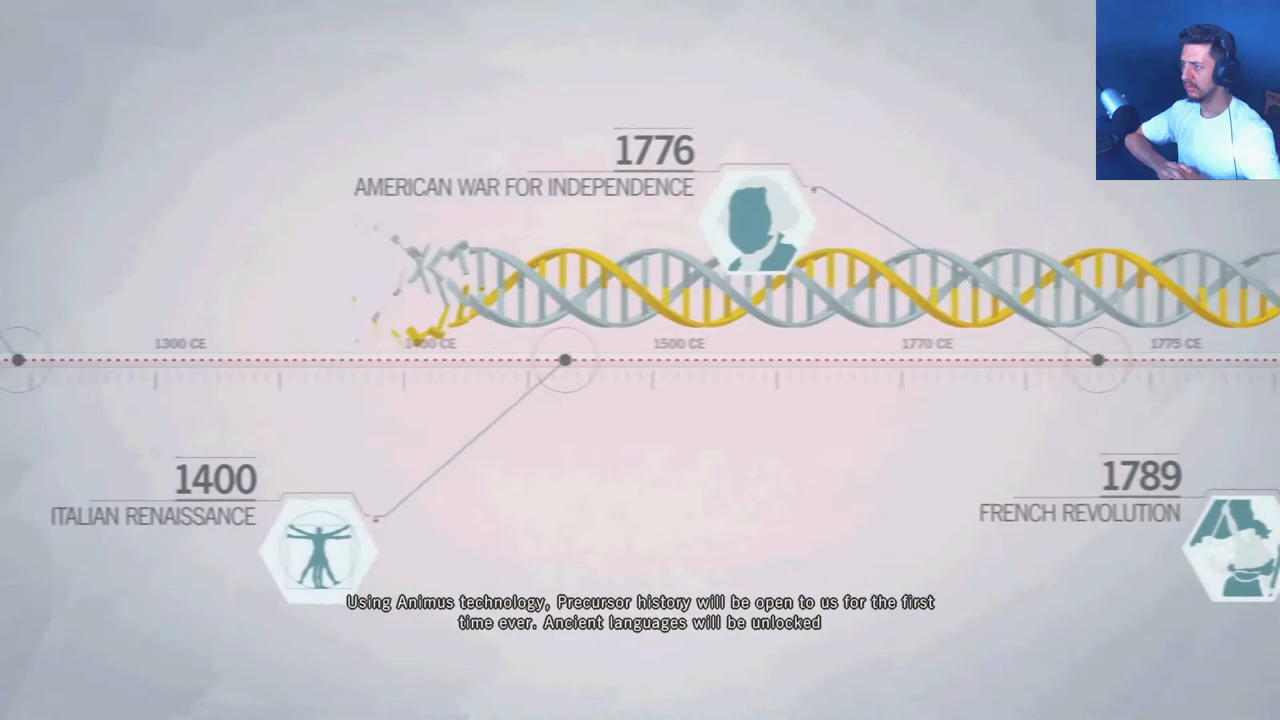 1776
AMERICAN WAR FOR INDEPENDENCE
1300 CE
1500 CE
1770 CE
1775 CE
1400
ITALIAN RENAISSANCE
1789
FRENCH REVOLUTION
Using Animus technology, Precursor history will be open to us for the first
time ever. Ancient languages will be unlocked